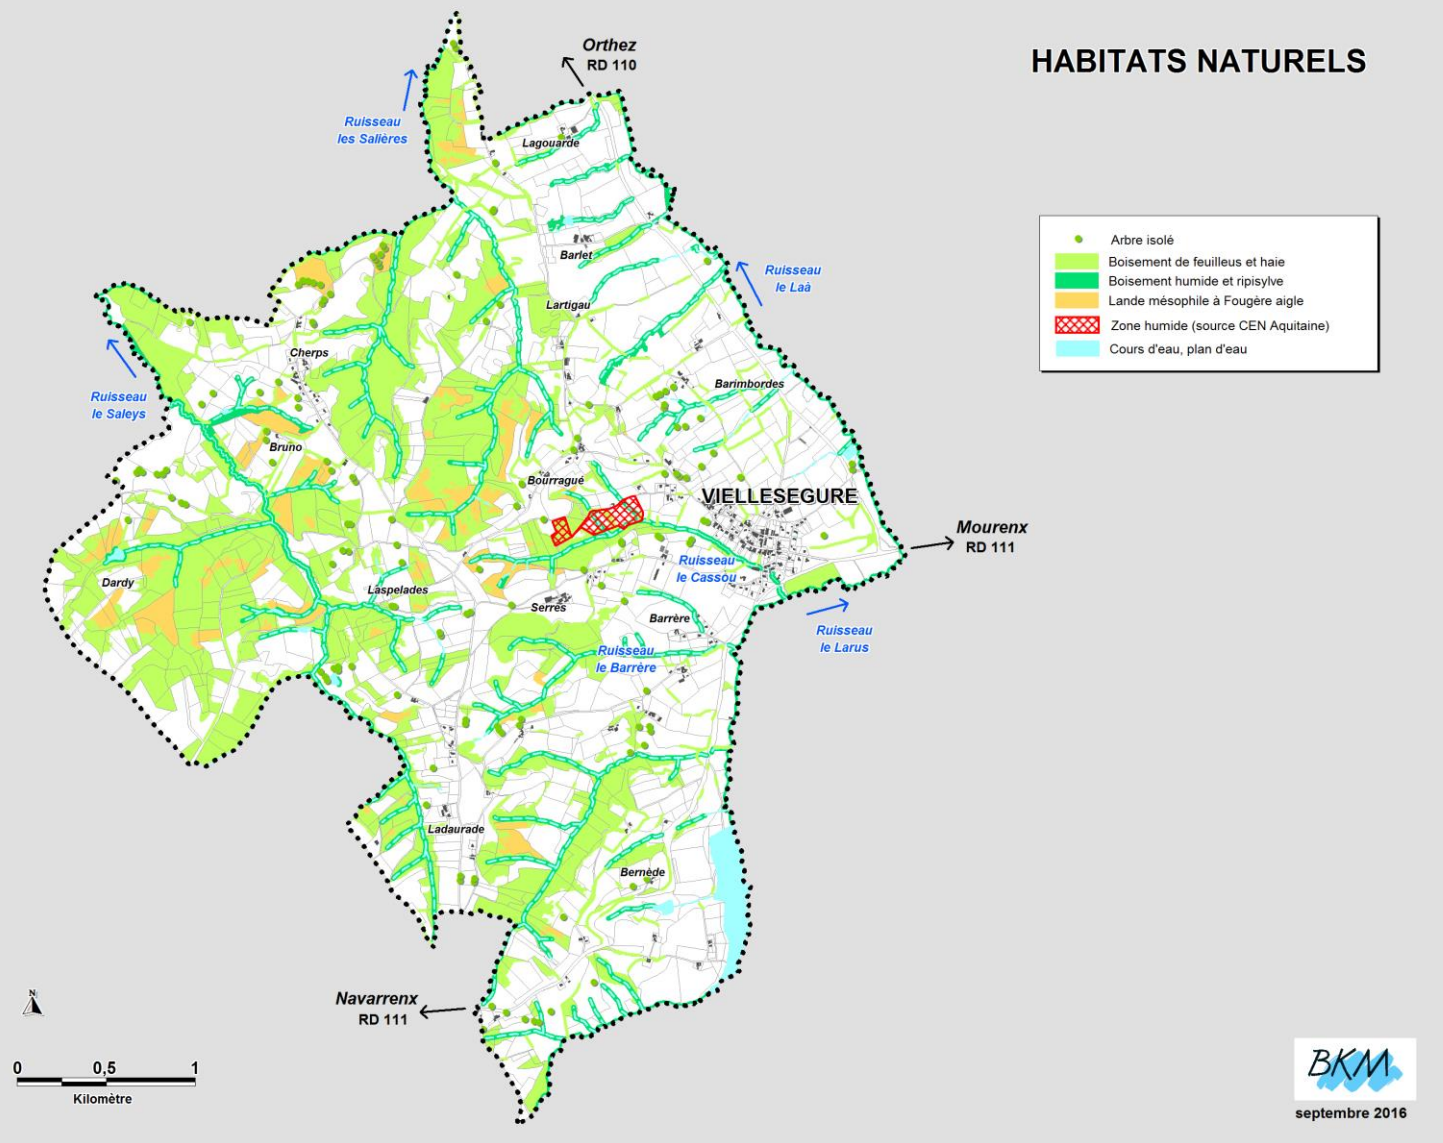 HABITATS NATURELS
Orthez
RD 110
Ruisseau
les Salières
Lagouarde
Barlet
Ruisseau
le Laà
Lartigau
Arbre isolé
Boisement de feuilleus et haie
Boisement humide et ripisylve
Lande mésophile à Fougère aigle
Zone humide (source CEN Aquitaine)
Cours d'eau, plan d'eau
Cherps
Ruisseau
le Saleys
Barimbordes
Bruno
Bourragué
VIELLESEGURE
Mourenx
RD 111
Ruisseau
le Cassou
Dardy
Laspelades
Serres
Barrère
Ruisseau
le Larus
Ruisseau
le Barrère
Ladaurade
Bernède
Navarrenx
RD 111
N
0 0,5 1
Kilomètre
BKM
septembre 2016